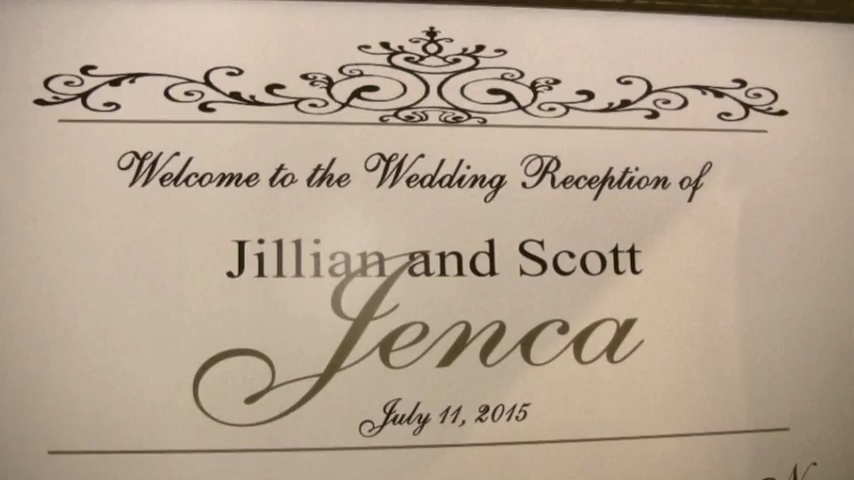 Welcome to the Wedding Reception of
Jillian and Scott
Jenca
July 11, 2015